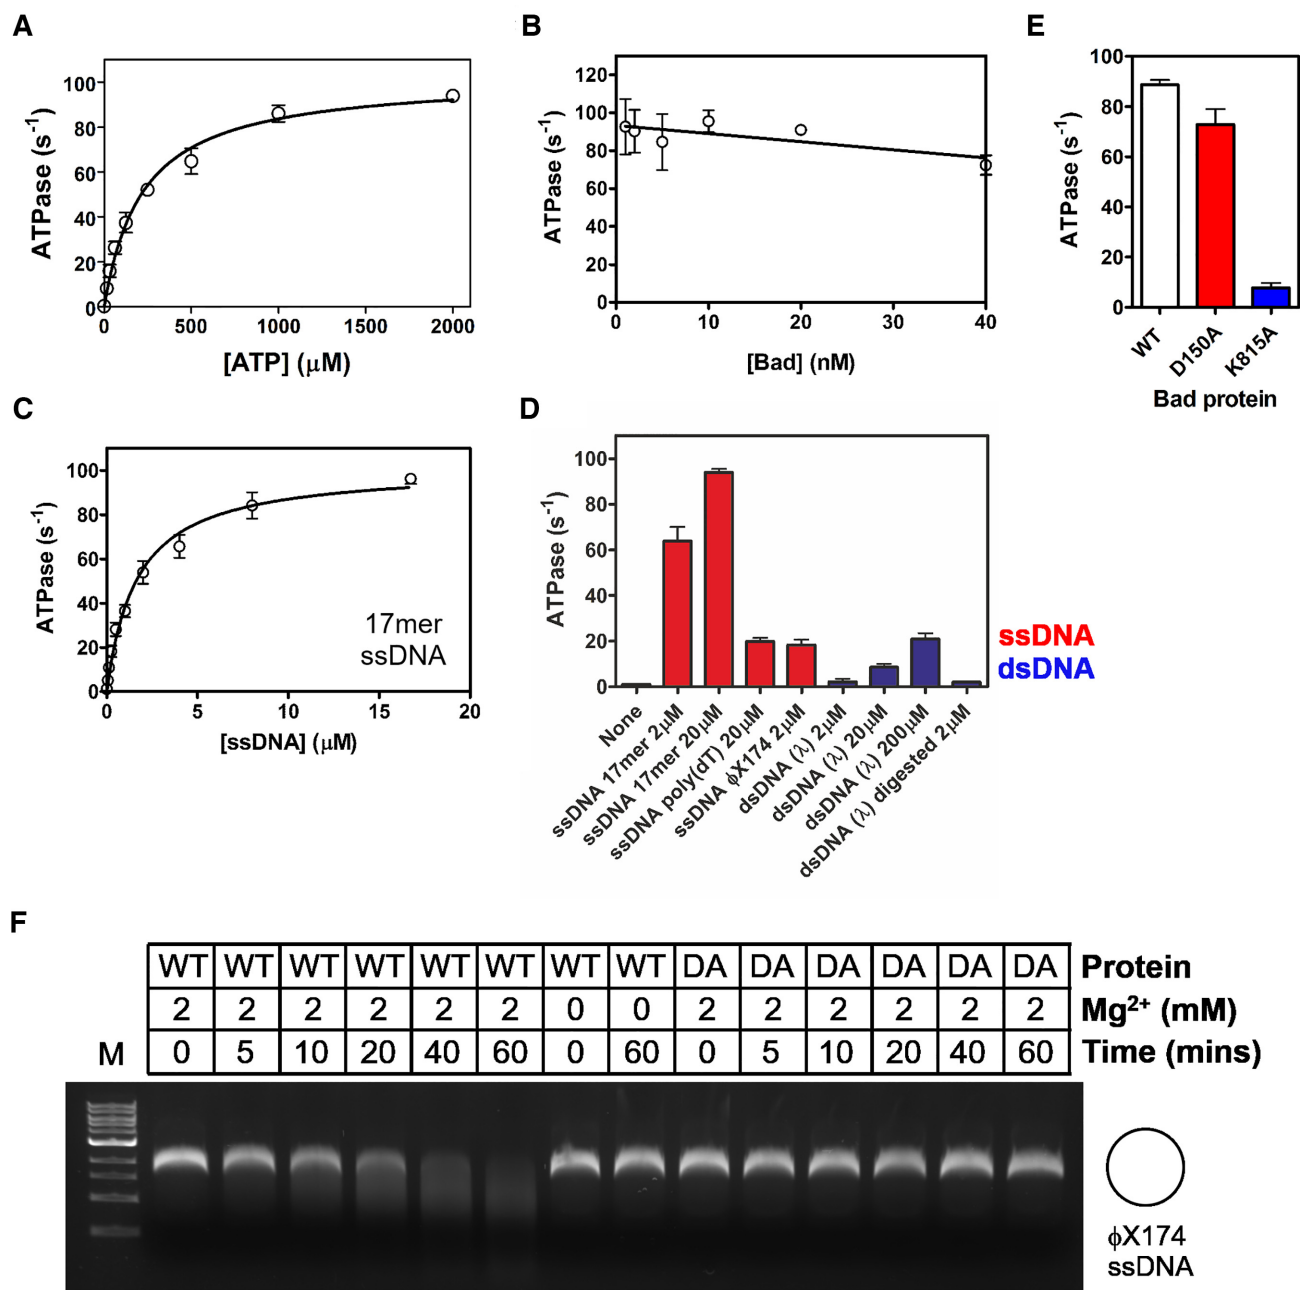 A
ATPase (s⁻¹)
100
80
60
40
20
0
0 500 1000 1500 2000
[ATP] (μM)
B
ATPase (s⁻¹)
120
100
80
60
40
20
0
0 10 20 30 40
[Bad] (nM)
E
ATPase (s⁻¹)
100
80
60
40
20
0
WT D150A K815A
Bad protein
C
ATPase (s⁻¹)
100
80
60
40
20
0
17mer
ssDNA
0 5 10 15 20
[ssDNA] (μM)
D
ATPase (s⁻¹)
100
80
60
40
20
0
None
ssDNA 17mer 2μM
ssDNA 17mer 20μM
ssDNA poly(dT) 20μM
ssDNA ϕX174 2μM
dsDNA (λ) 2μM
dsDNA (λ) 20μM
dsDNA (λ) 200μM
dsDNA (λ) digested 2μM
ssDNA
dsDNA
F
WT WT WT WT WT WT WT WT DA DA DA DA DA DA Protein
2 2 2 2 2 2 0 0 2 2 2 2 2 2 Mg²⁺ (mM)
M 0 5 10 20 40 60 0 60 0 5 10 20 40 60 Time (mins)
ϕX174
ssDNA